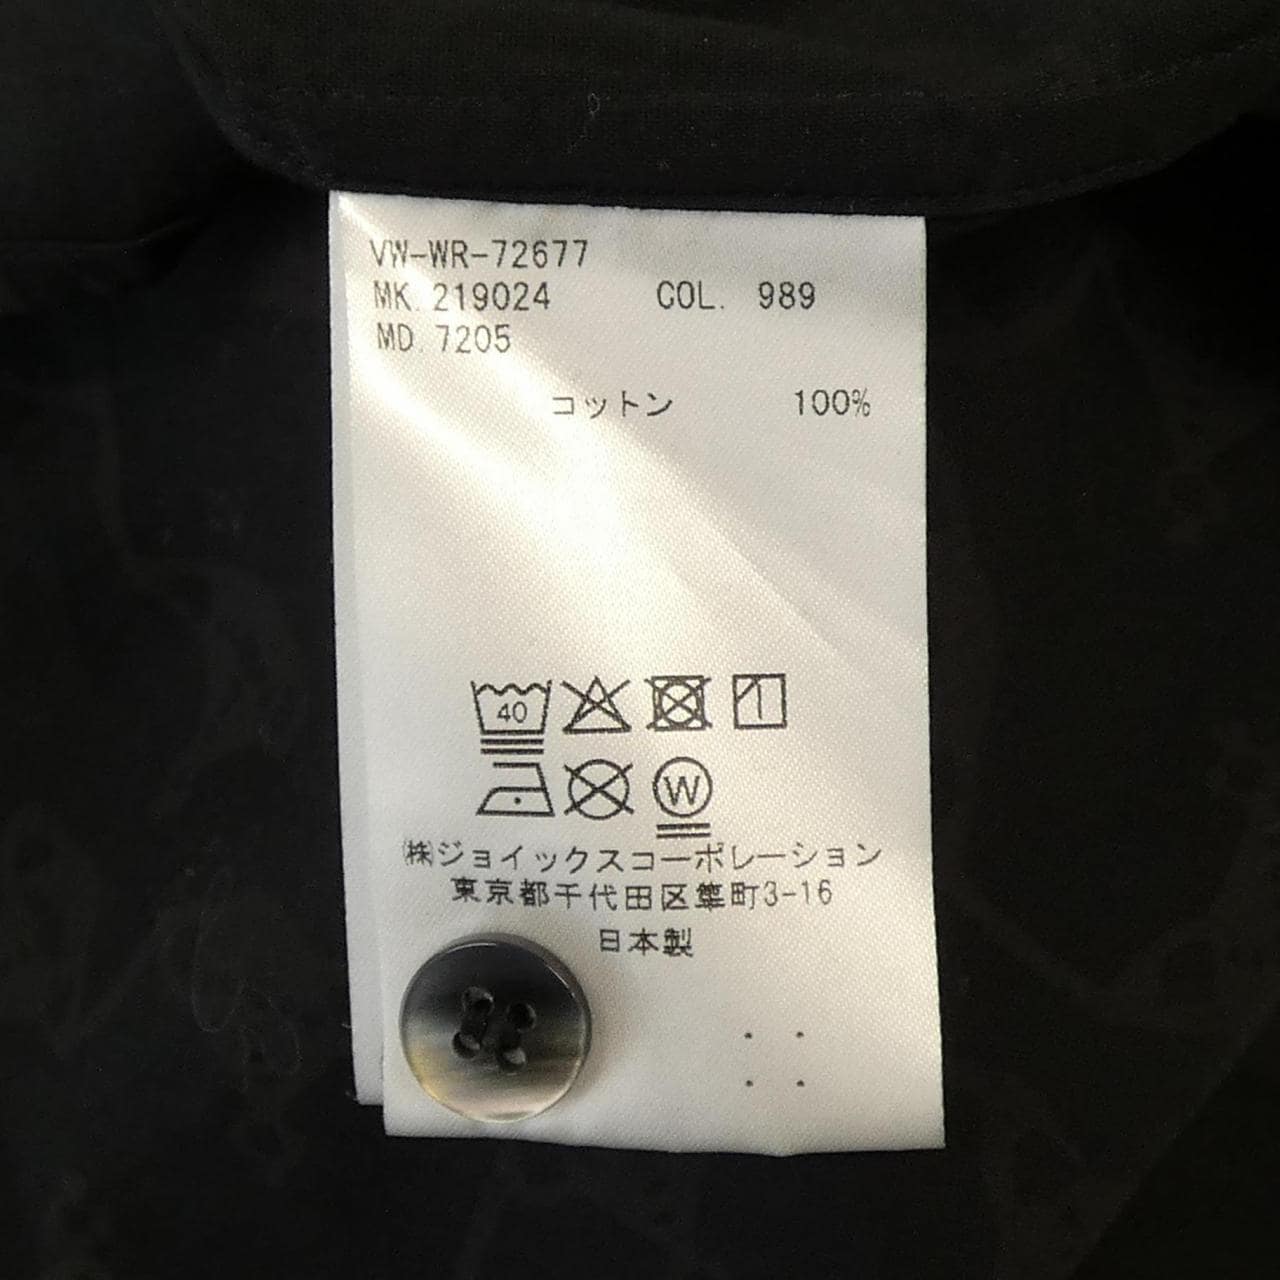 VW-WR-72677
MK.219024 COL. 989
MD.7205
コットン 100%
40
W
㈱ジョイックスコーポレーション
東京都千代田区隼町3-16
日本製